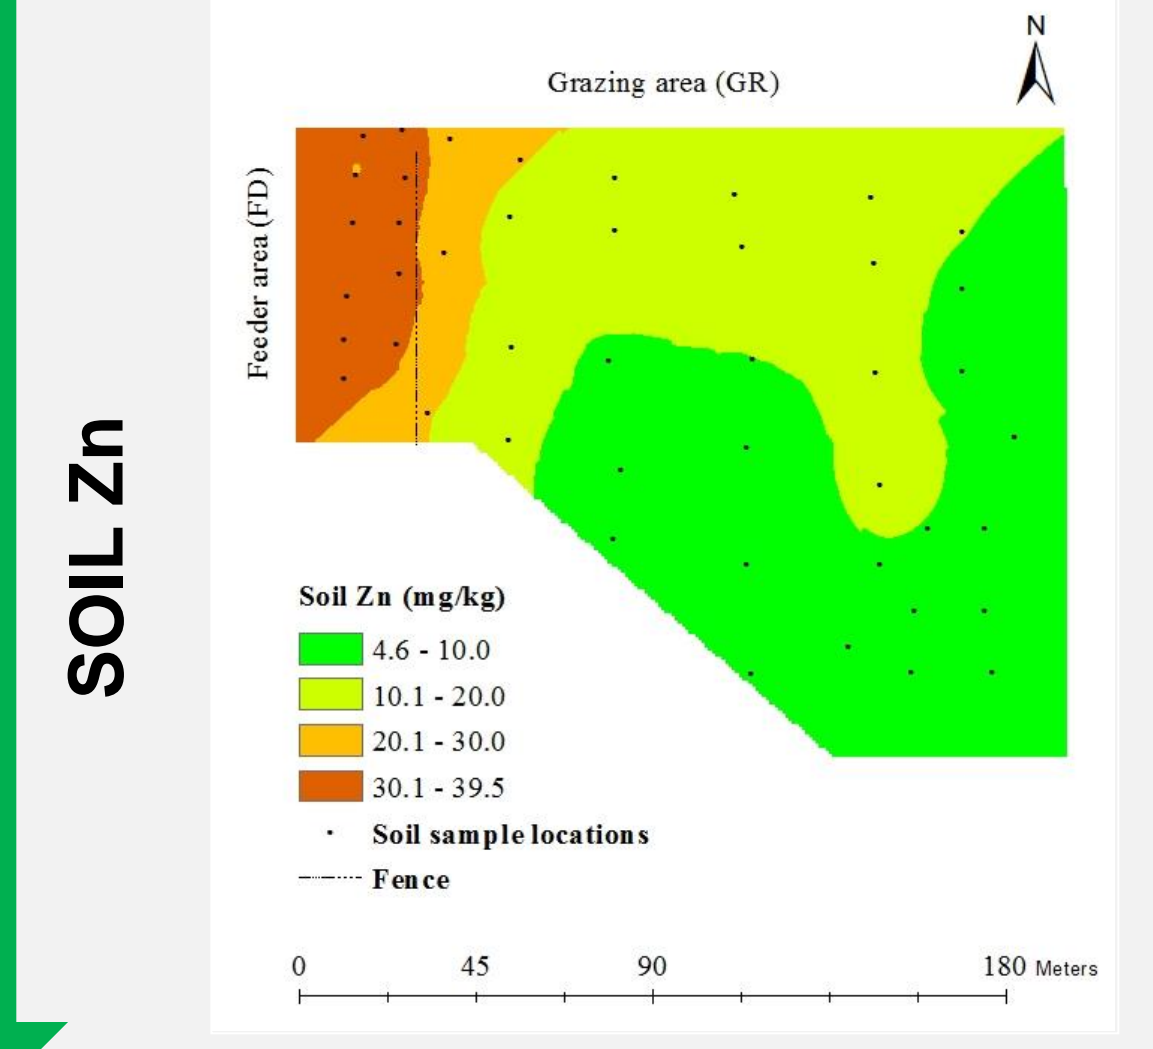 N
Grazing area (GR)
Feeder area (FD)
SOIL Zn
Soil Zn (mg/kg)
4.6 - 10.0
10.1 - 20.0
20.1 - 30.0
30.1 - 39.5
Soil sample locations
Fence
0 45 90 180 Meters